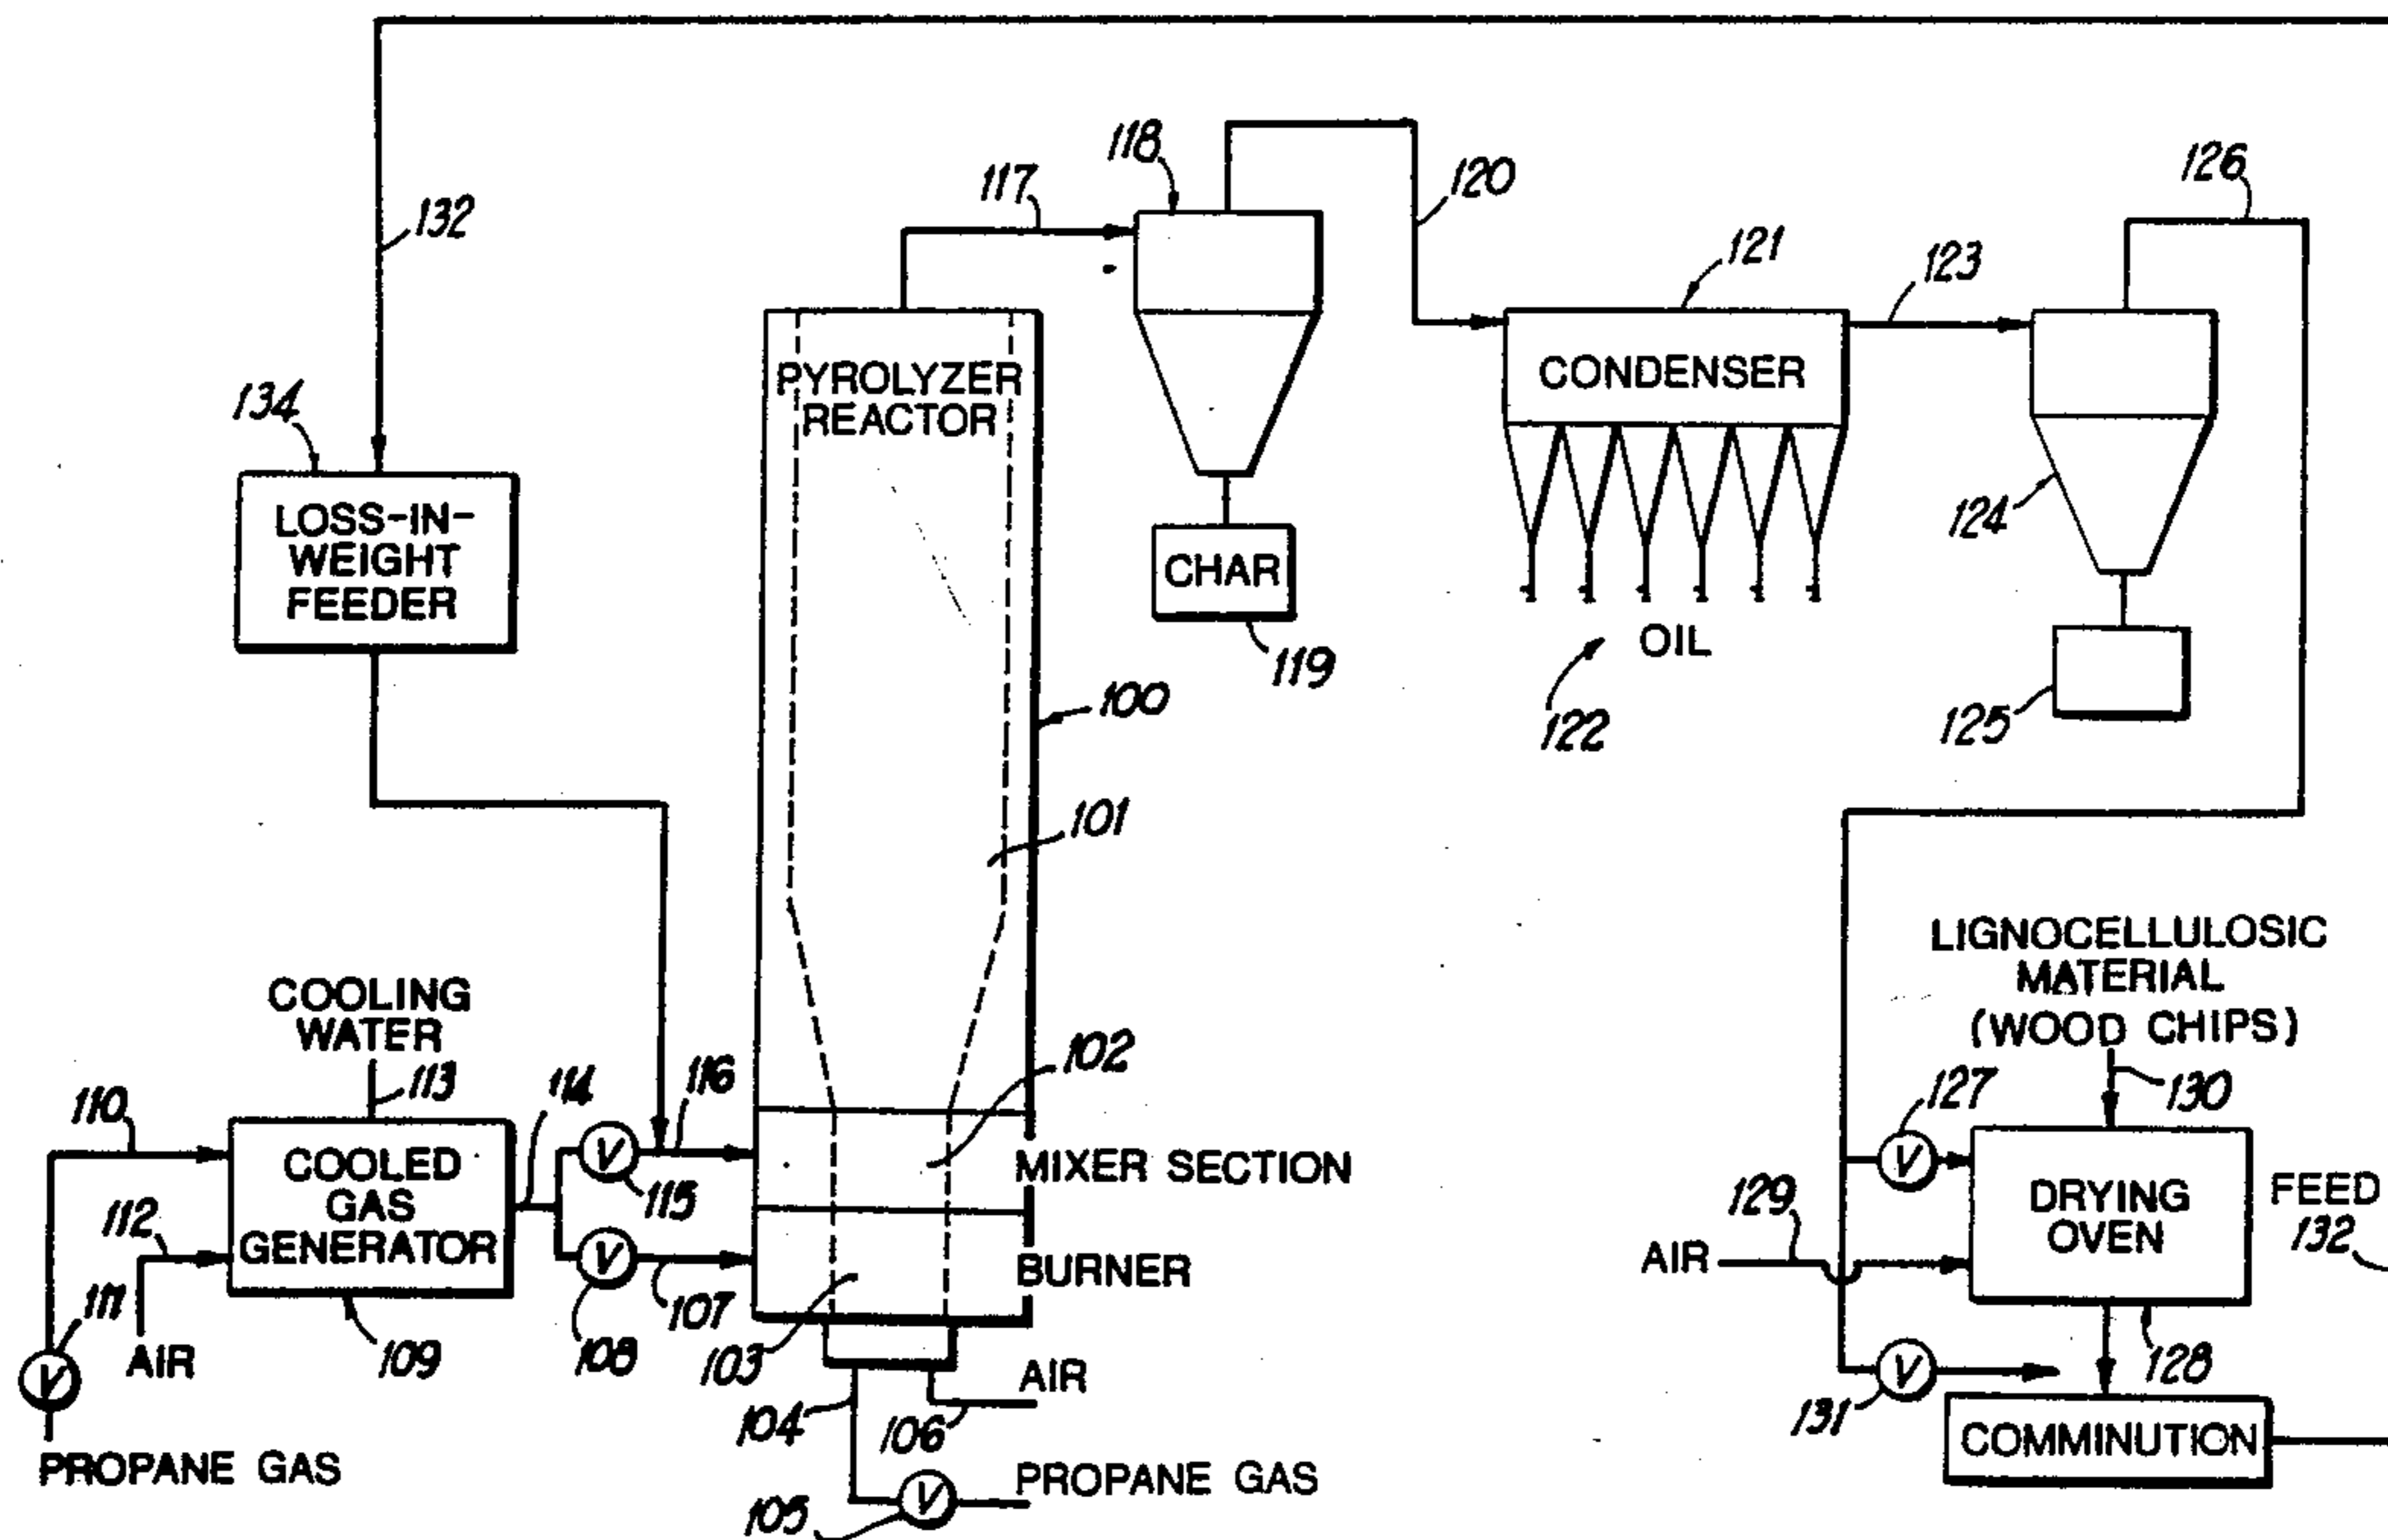 132
117
118
120
126
121
123
134
PYROLYZER
REACTOR
CONDENSER
LOSS-IN-
WEIGHT
FEEDER
CHAR
119
OIL
122
124
125
100
101
LIGNOCELLULOSIC
MATERIAL
(WOOD CHIPS)
COOLING
WATER
113
110
114
116
102
127
130
COOLED
GAS
GENERATOR
V
115
MIXER SECTION
DRYING
OVEN
FEED
132
112
129
AIR
V
V
108
107
BURNER
111
V
AIR
109
103
AIR
104
106
V
131
128
COMMINUTION
PROPANE GAS
105
V
PROPANE GAS